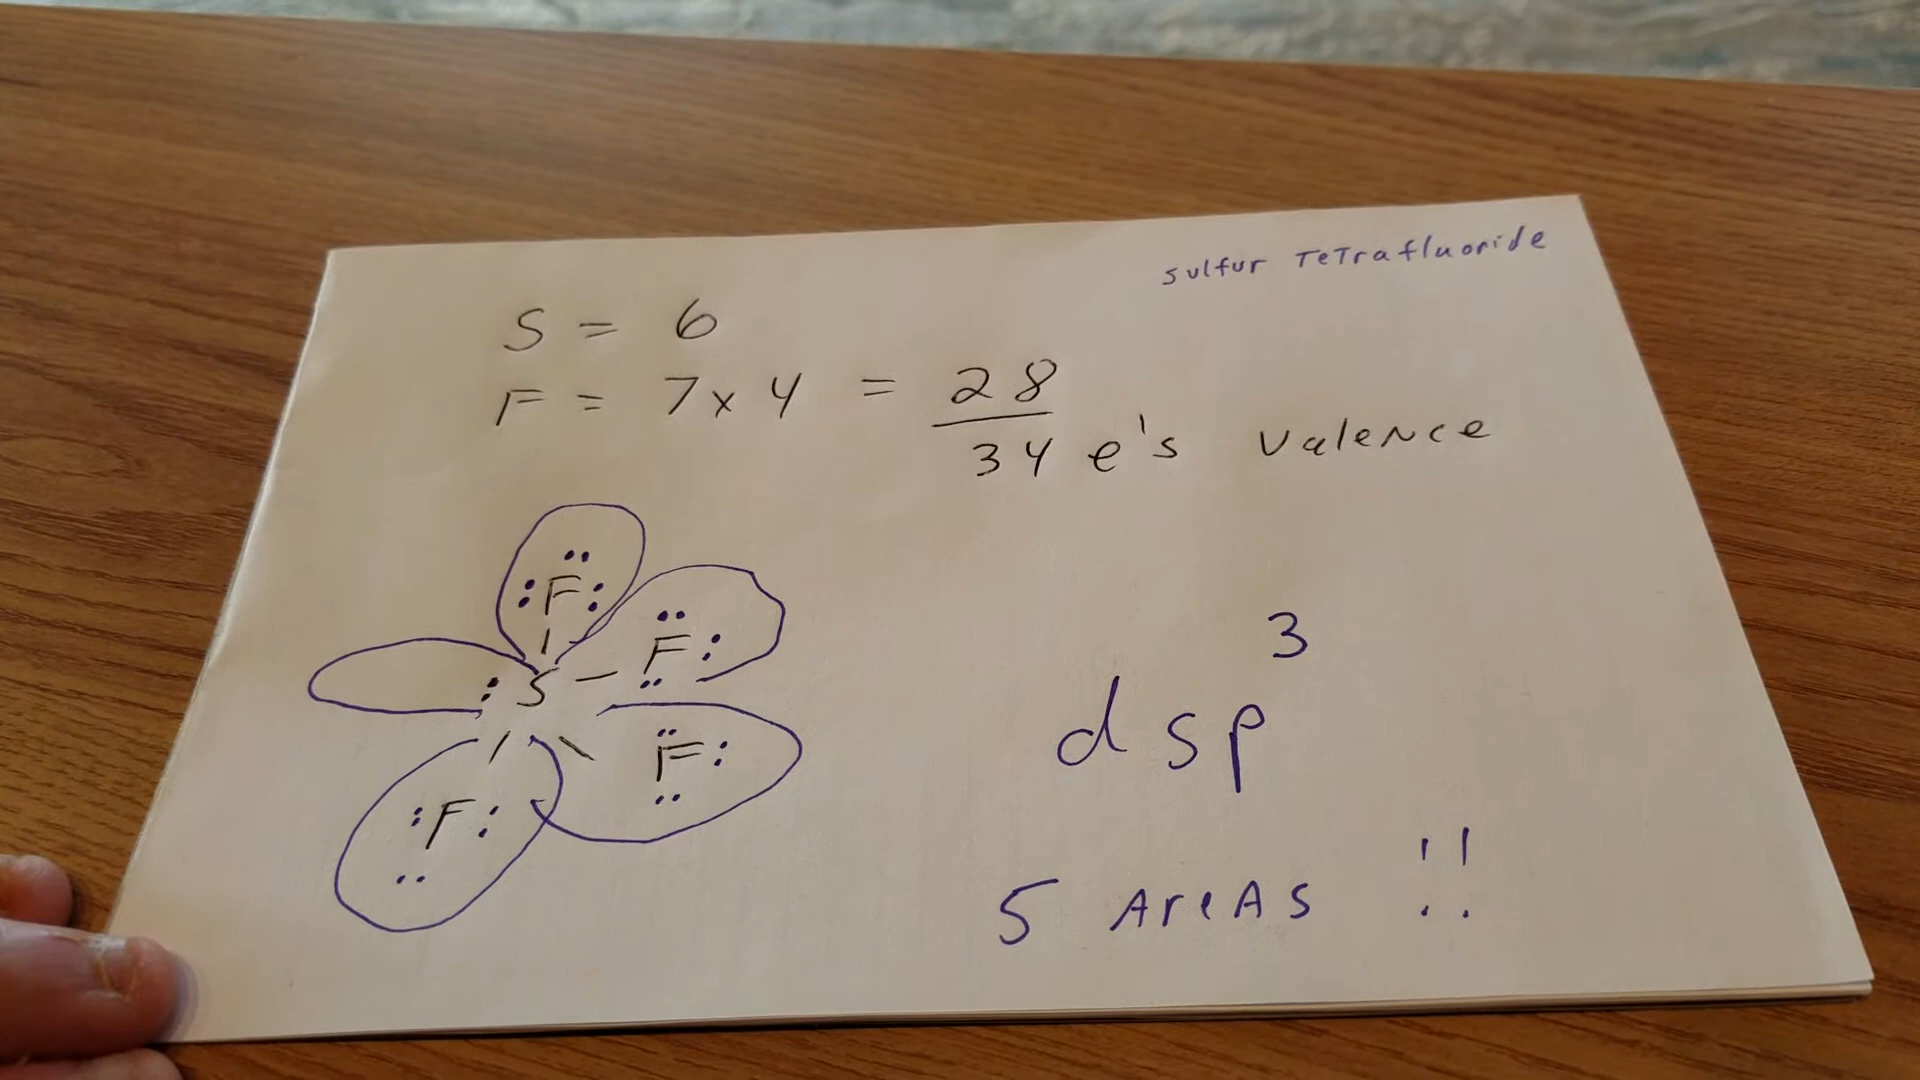 Sulfur Tetrafluoride
S = 6
F = 7 x 4 = 28
34 e's Valence
:F:
:S - F:
F:
:F:
dsp³
5 Areas !!